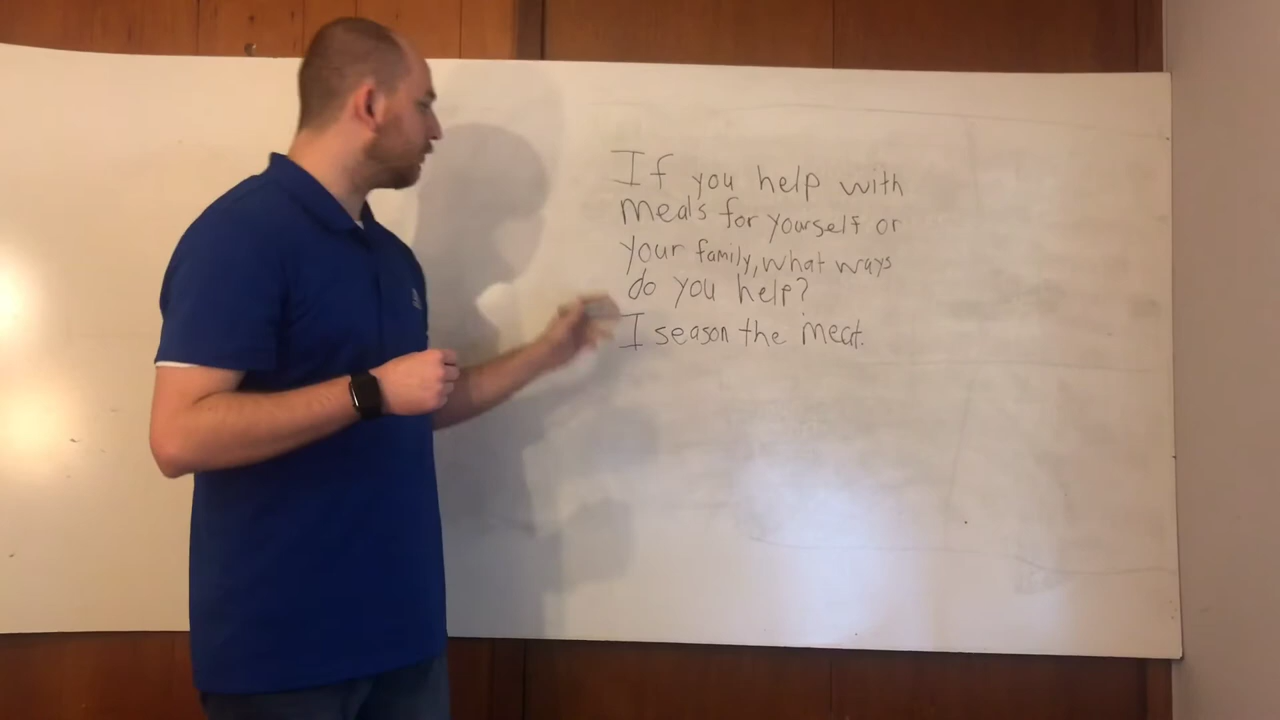 If you help with
meals for yourself or
your family, what ways
do you help?
I season the meat.